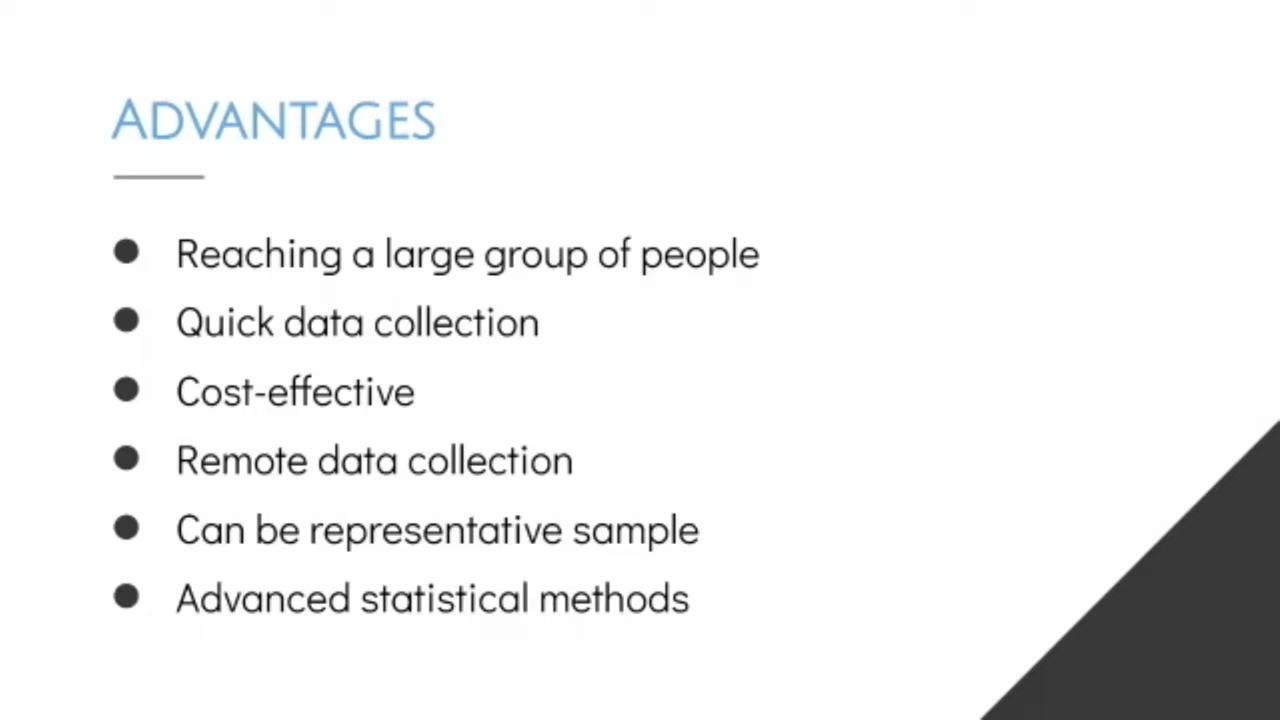 ADVANTAGES
● Reaching a large group of people
● Quick data collection
● Cost-effective
● Remote data collection
● Can be representative sample
● Advanced statistical methods